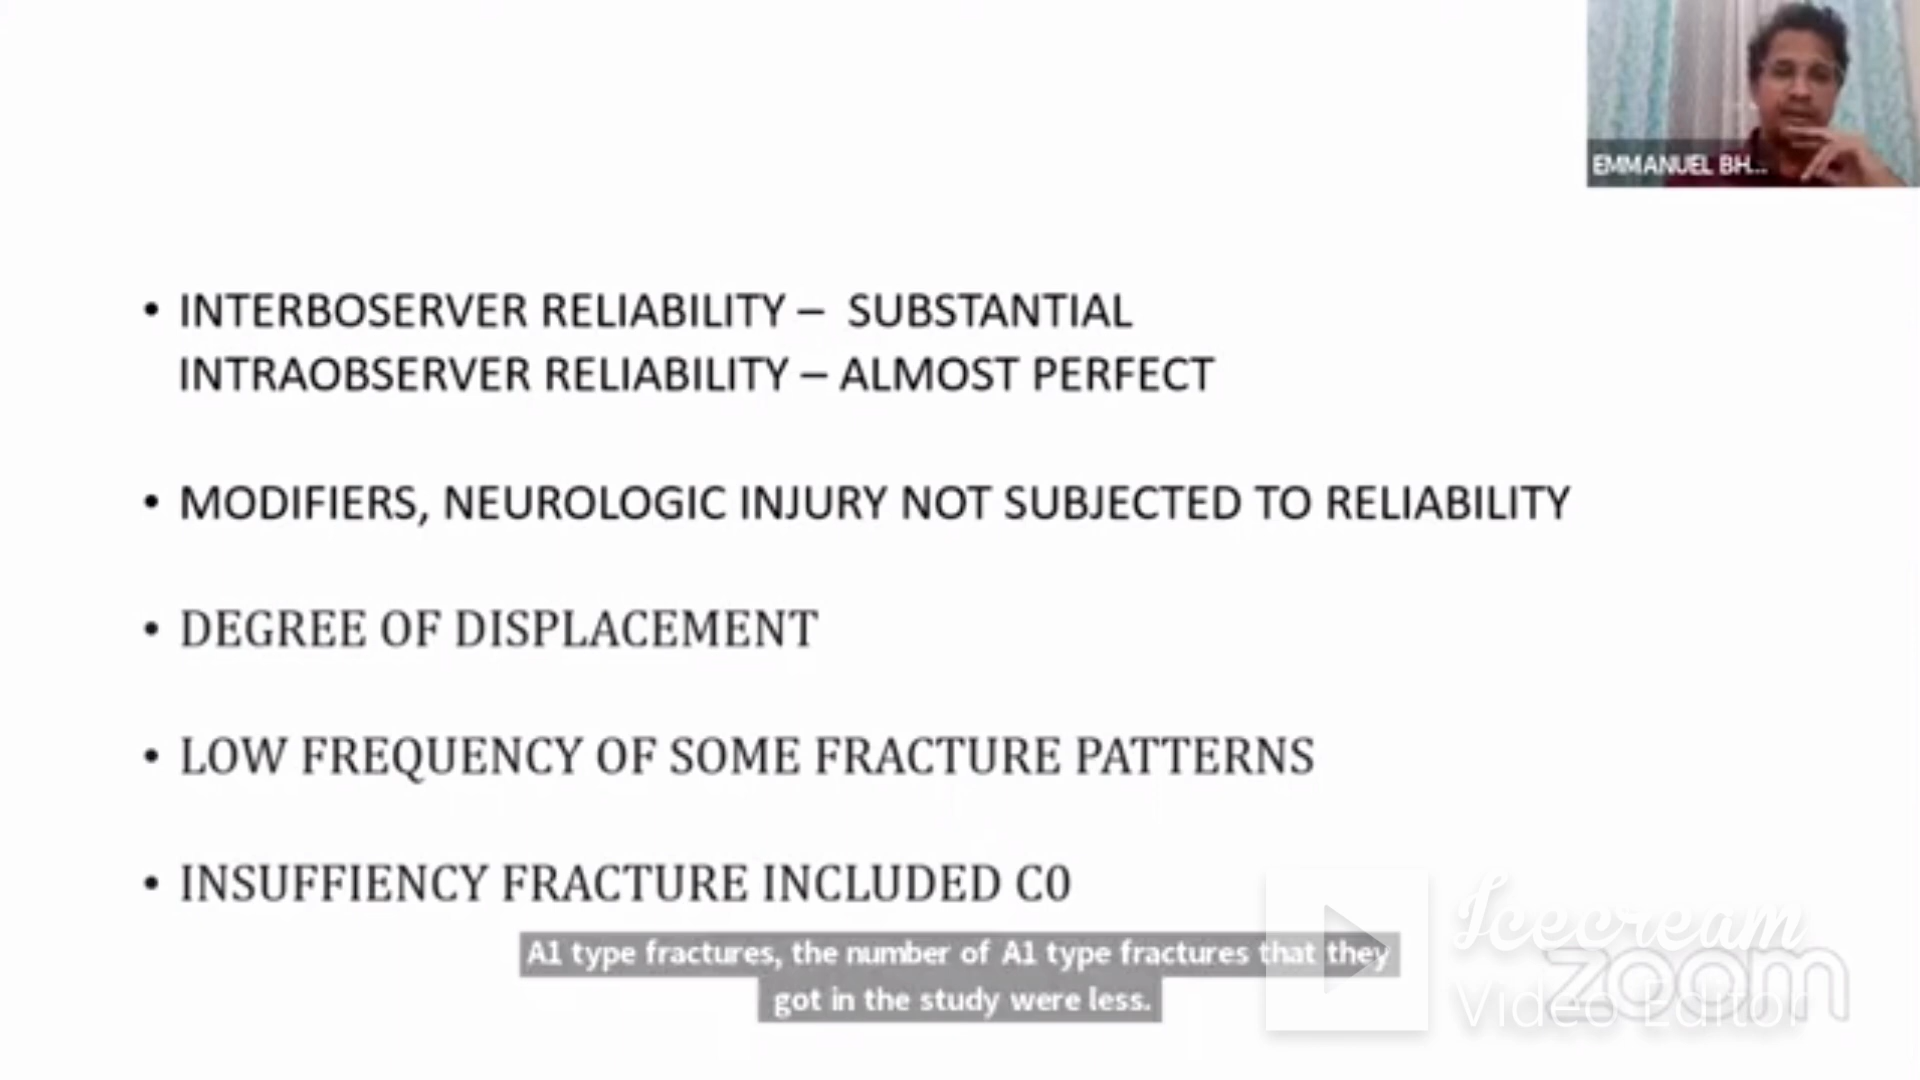 EMMANUEL BH...
• INTERBOSERVER RELIABILITY – SUBSTANTIAL
INTRAOBSERVER RELIABILITY – ALMOST PERFECT
• MODIFIERS, NEUROLOGIC INJURY NOT SUBJECTED TO RELIABILITY
• DEGREE OF DISPLACEMENT
• LOW FREQUENCY OF SOME FRACTURE PATTERNS
• INSUFFIENCY FRACTURE INCLUDED C0
A1 type fractures, the number of A1 type fractures that they
got in the study were less.
Icecream
zoom
Video Editor